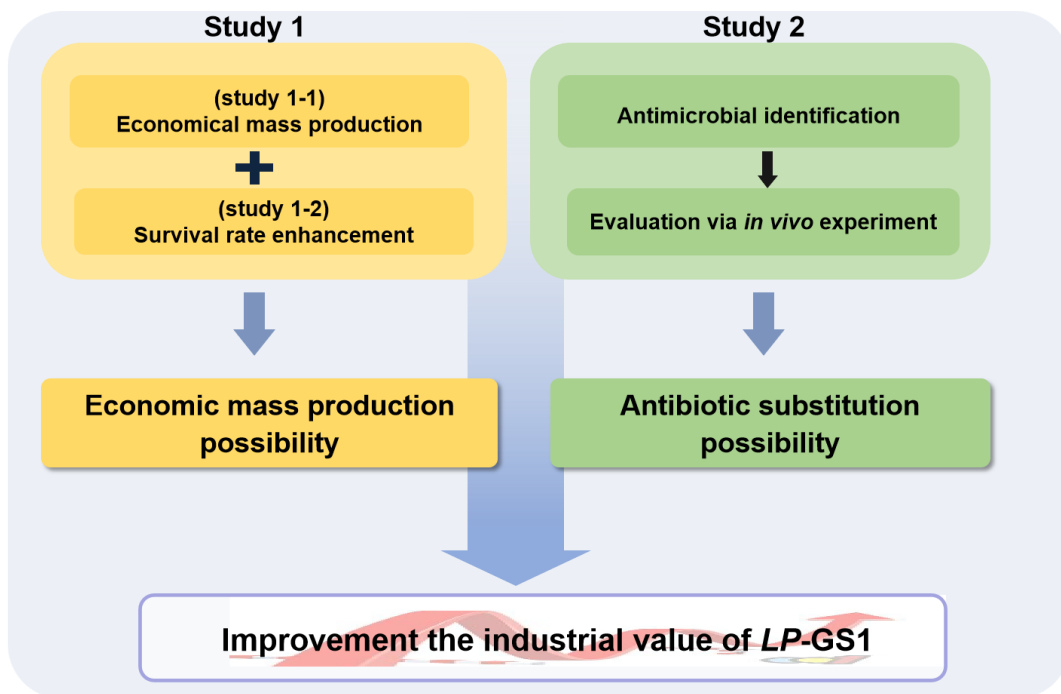 Study 1
(study 1-1)
Economical mass production
(study 1-2)
Survival rate enhancement
Economic mass production
possibility
Study 2
Antimicrobial identification
Evaluation via in vivo experiment
Antibiotic substitution
possibility
Improvement the industrial value of LP-GS1